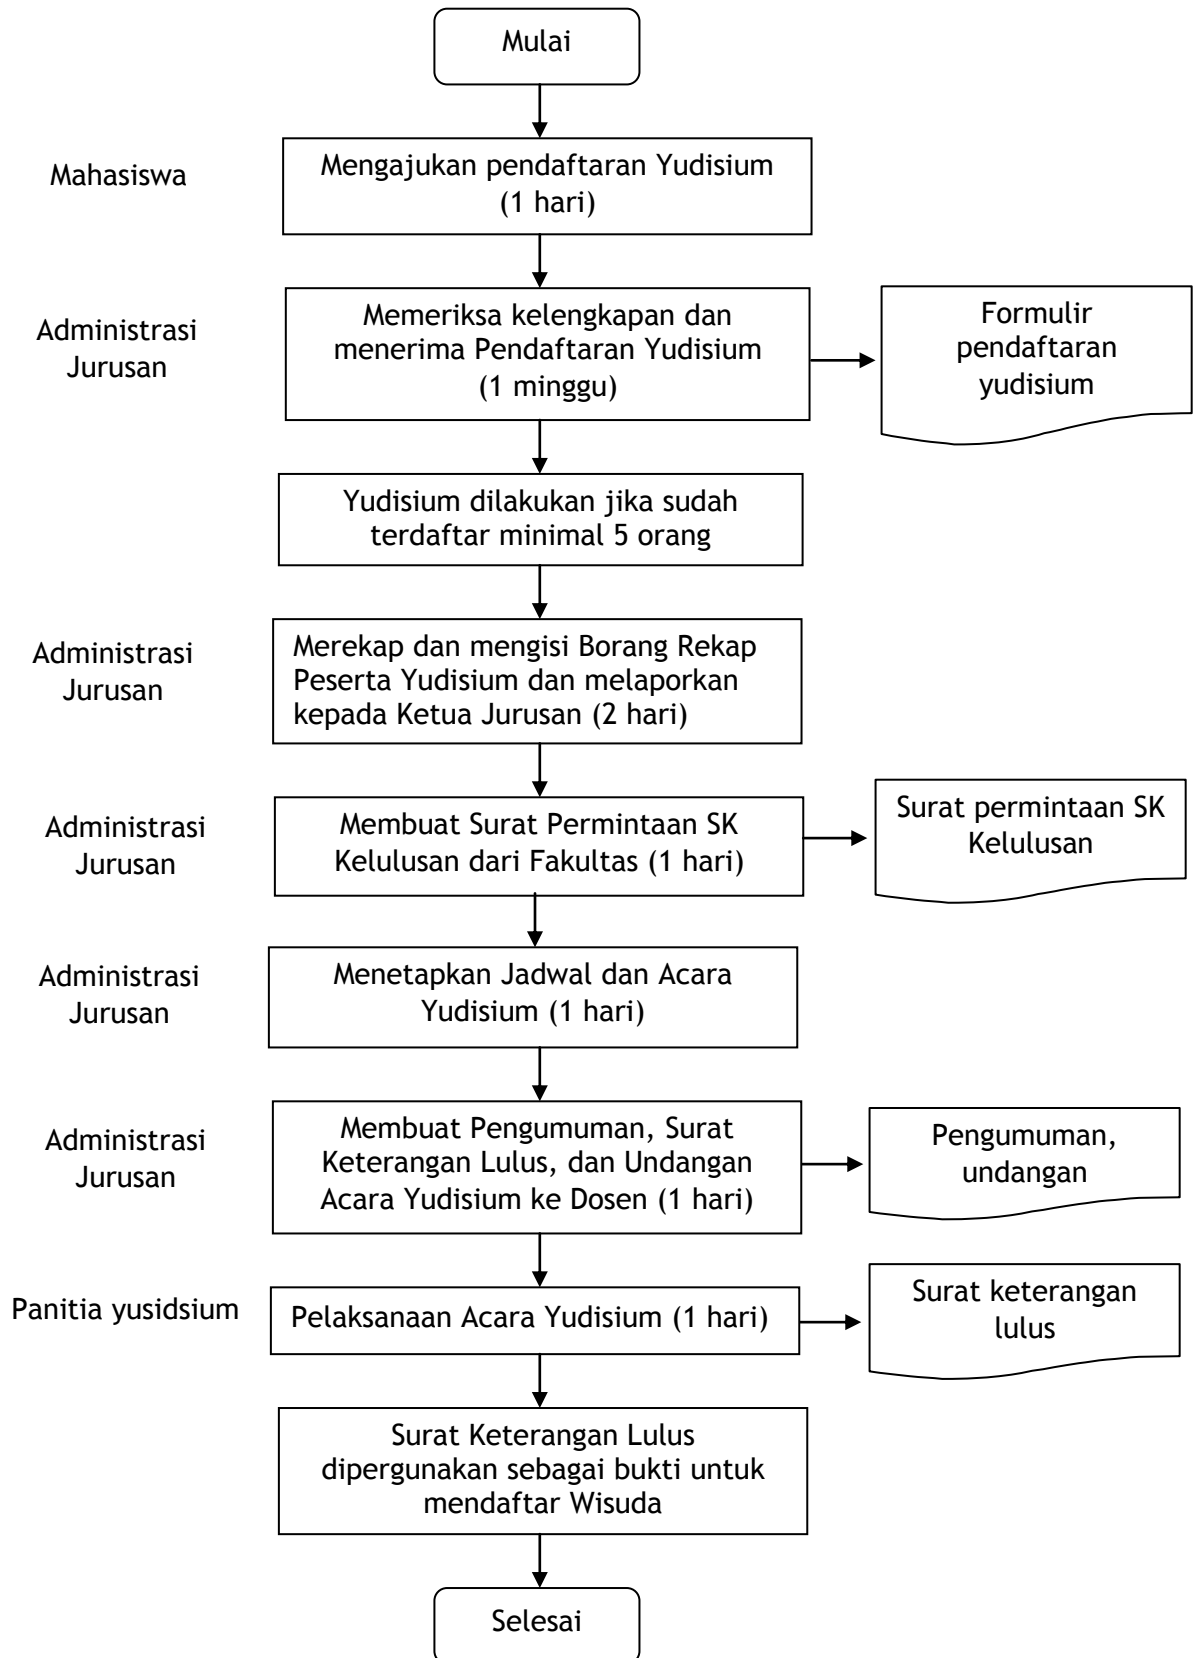 Mulai
Mahasiswa
Mengajukan pendaftaran Yudisium
(1 hari)
Administrasi
Jurusan
Memeriksa kelengkapan dan
menerima Pendaftaran Yudisium
(1 minggu)
Formulir
pendaftaran
yudisium
Yudisium dilakukan jika sudah
terdaftar minimal 5 orang
Administrasi
Jurusan
Merekap dan mengisi Borang Rekap
Peserta Yudisium dan melaporkan
kepada Ketua Jurusan (2 hari)
Administrasi
Jurusan
Membuat Surat Permintaan SK
Kelulusan dari Fakultas (1 hari)
Surat permintaan SK
Kelulusan
Administrasi
Jurusan
Menetapkan Jadwal dan Acara
Yudisium (1 hari)
Administrasi
Jurusan
Membuat Pengumuman, Surat
Keterangan Lulus, dan Undangan
Acara Yudisium ke Dosen (1 hari)
Pengumuman,
undangan
Panitia yusidsium
Pelaksanaan Acara Yudisium (1 hari)
Surat keterangan
lulus
Surat Keterangan Lulus
dipergunakan sebagai bukti untuk
mendaftar Wisuda
Selesai